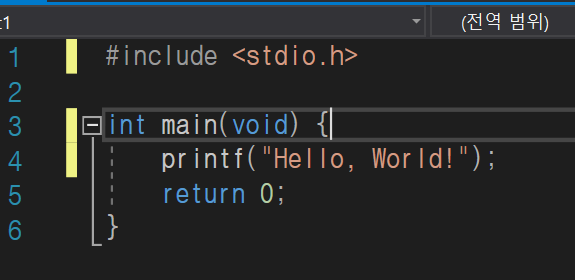 (전역 범위)
1 #include <stdio.h>
2
3 int main(void) {
4 printf("Hello, World!");
5 return 0;
6 }